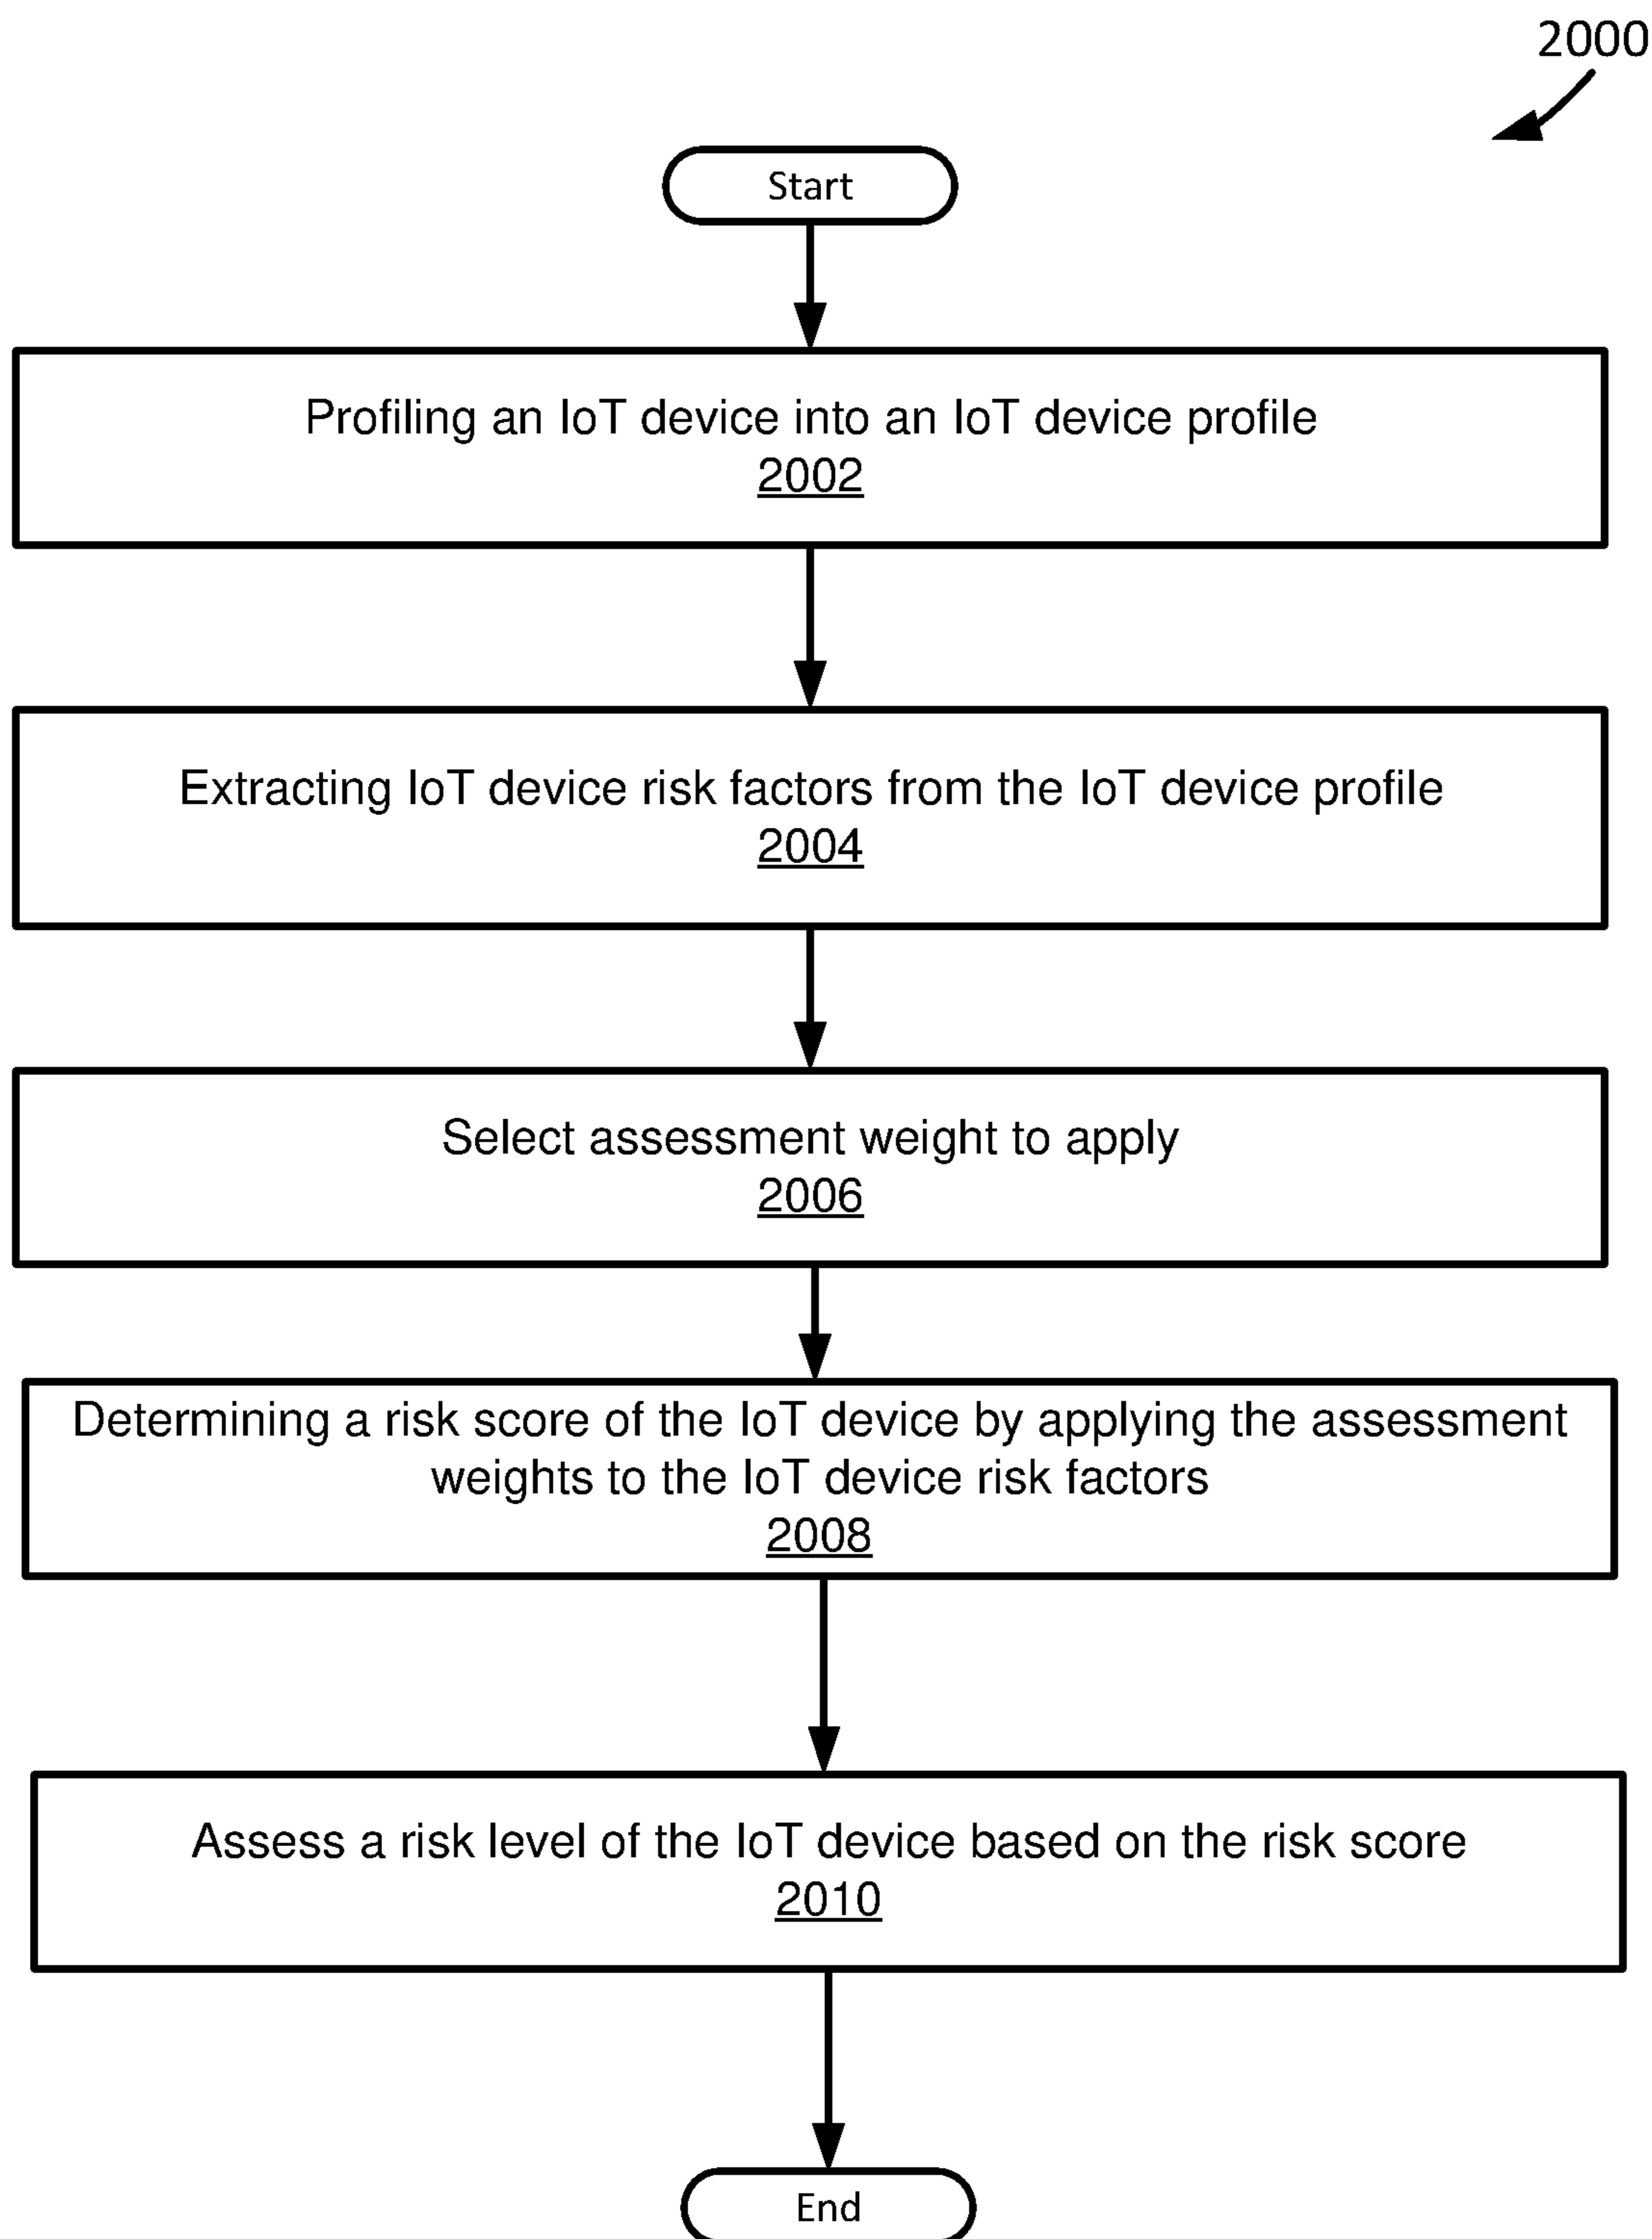 2000
Start
Profiling an IoT device into an IoT device profile
2002
Extracting IoT device risk factors from the IoT device profile
2004
Select assessment weight to apply
2006
Determining a risk score of the IoT device by applying the assessment
weights to the IoT device risk factors
2008
Assess a risk level of the IoT device based on the risk score
2010
End